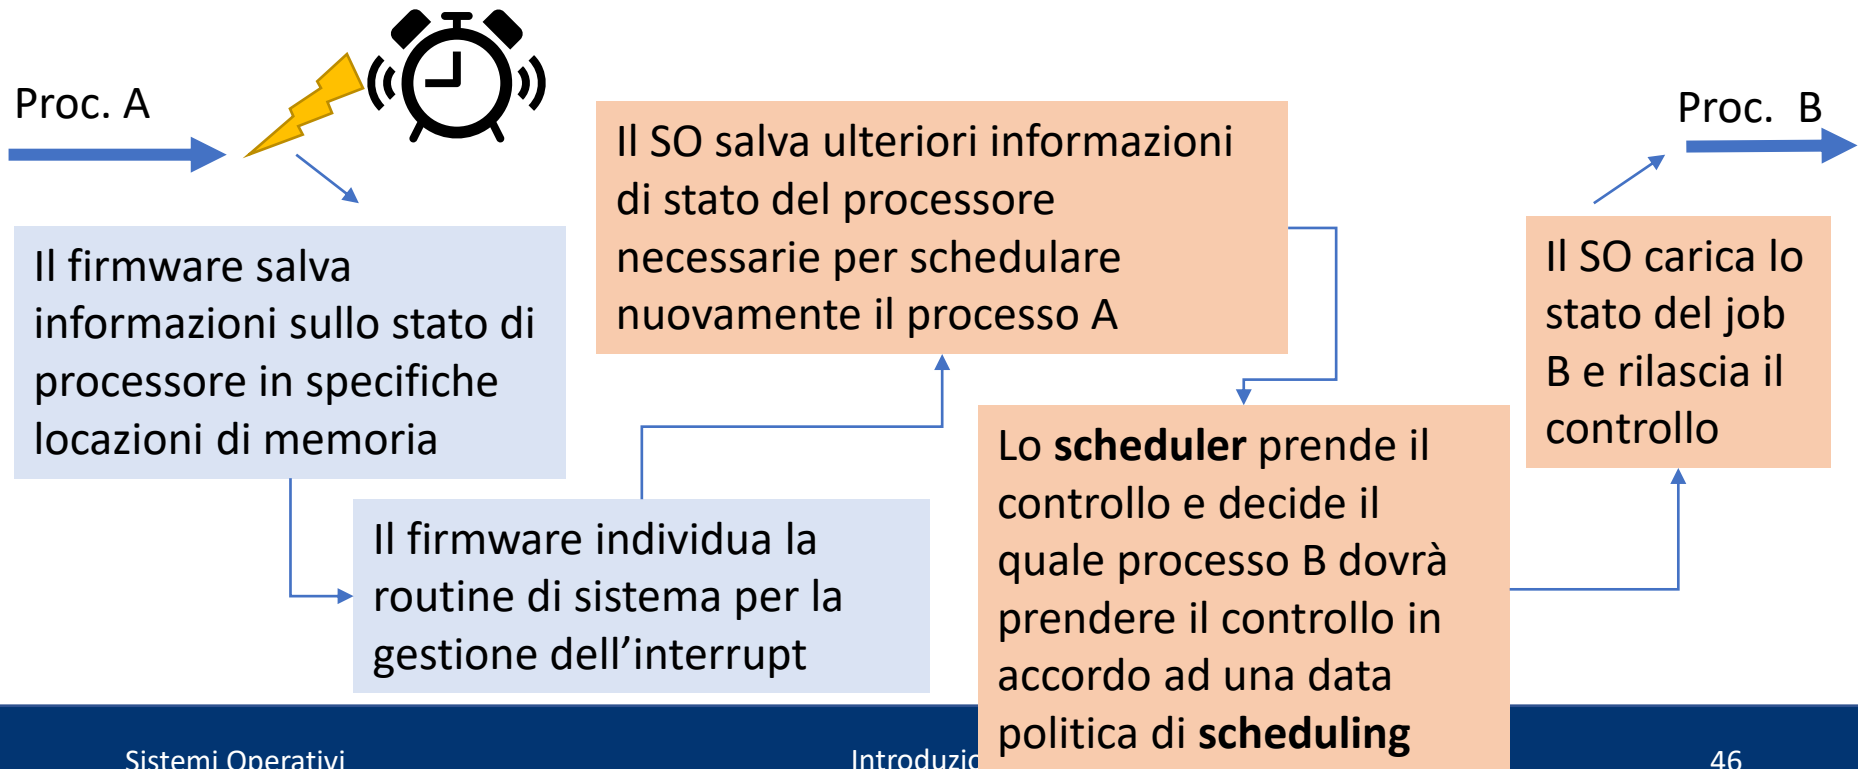 Proc. A
Il firmware salva
informazioni sullo stato di
processore in specifiche
locazioni di memoria
Il firmware individua la
routine di sistema per la
gestione dell’interrupt
Il SO salva ulteriori informazioni
di stato del processore
necessarie per schedulare
nuovamente il processo A
Lo scheduler prende il
controllo e decide il
quale processo B dovrà
prendere il controllo in
accordo ad una data
politica di scheduling
Il SO carica lo
stato del job
B e rilascia il
controllo
Proc. B
Sistemi Operativi
Introduzio
46